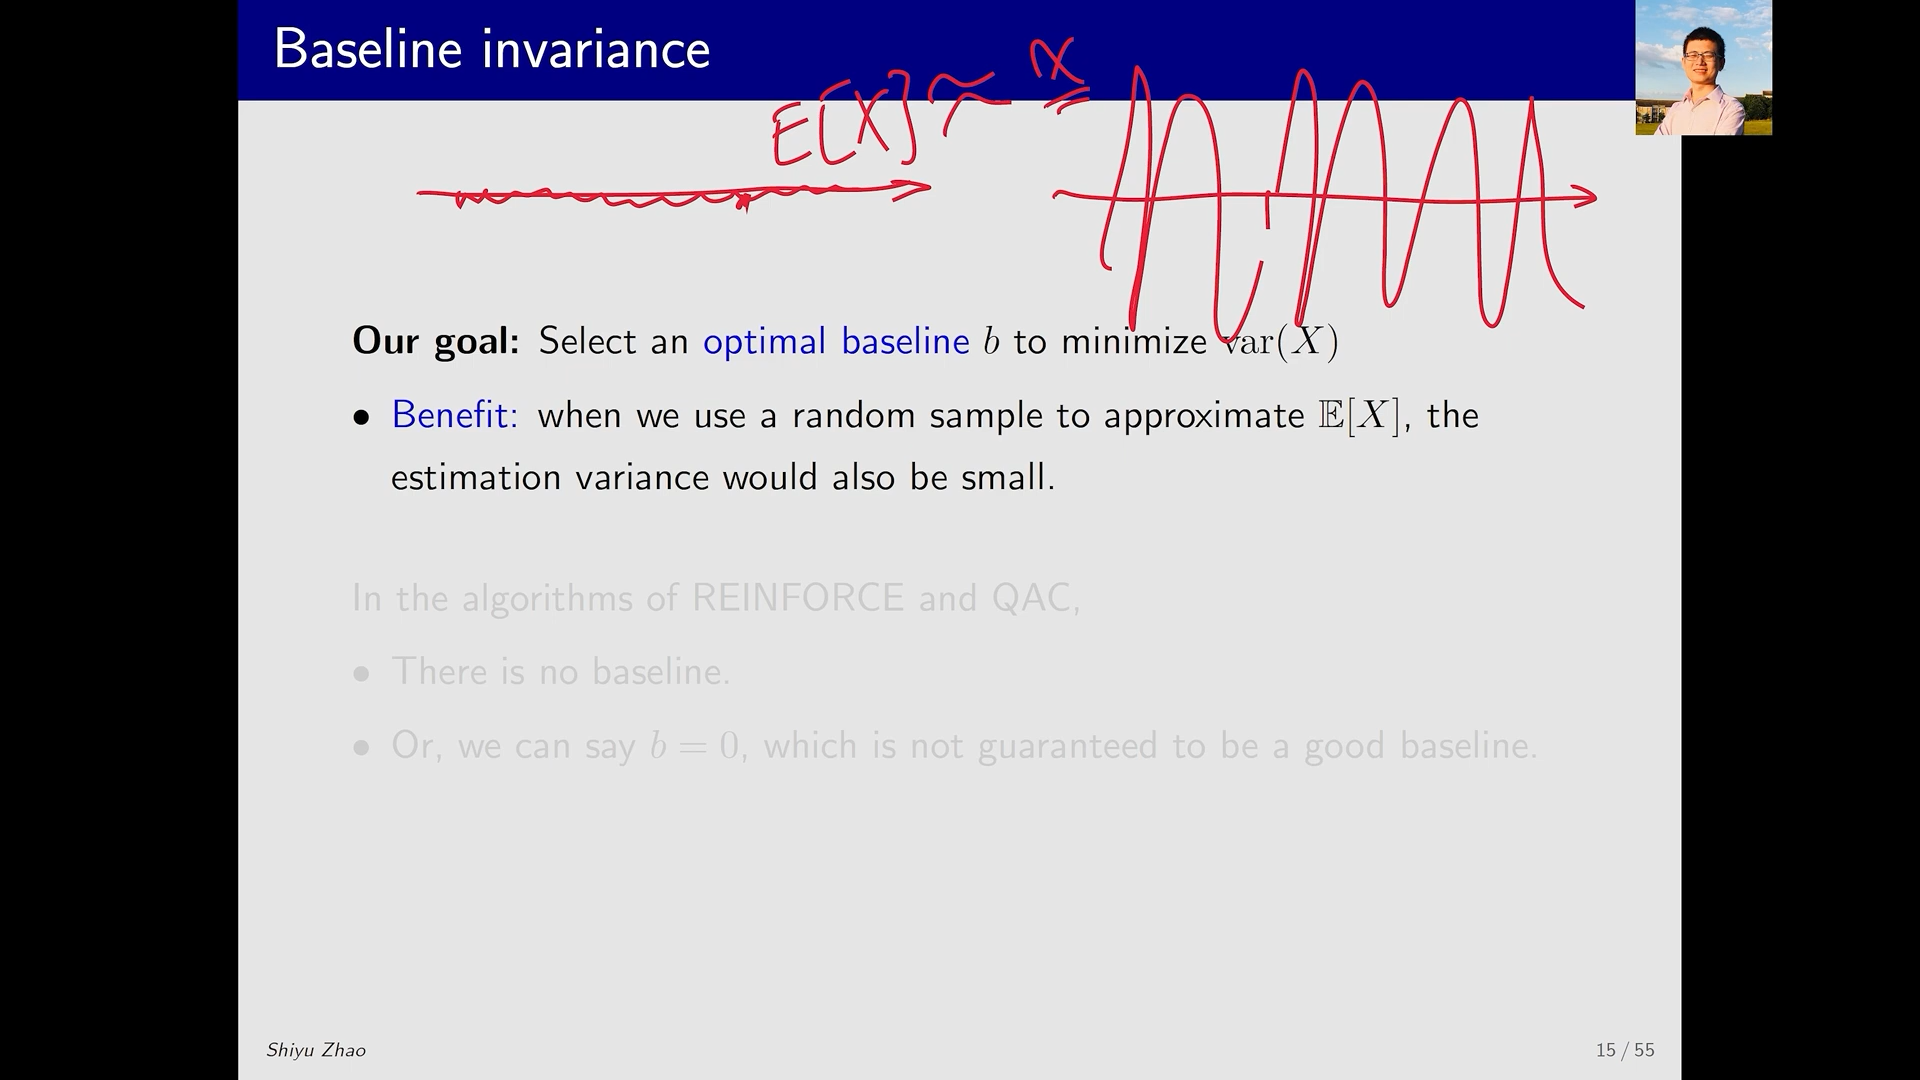 Baseline invariance
E[X] ≈ x
Our goal: Select an optimal baseline b to minimize var(X)
• Benefit: when we use a random sample to approximate 𝔼[X], the
estimation variance would also be small.
In the algorithms of REINFORCE and QAC,
• There is no baseline.
• Or, we can say b = 0, which is not guaranteed to be a good baseline.
Shiyu Zhao
15 / 55